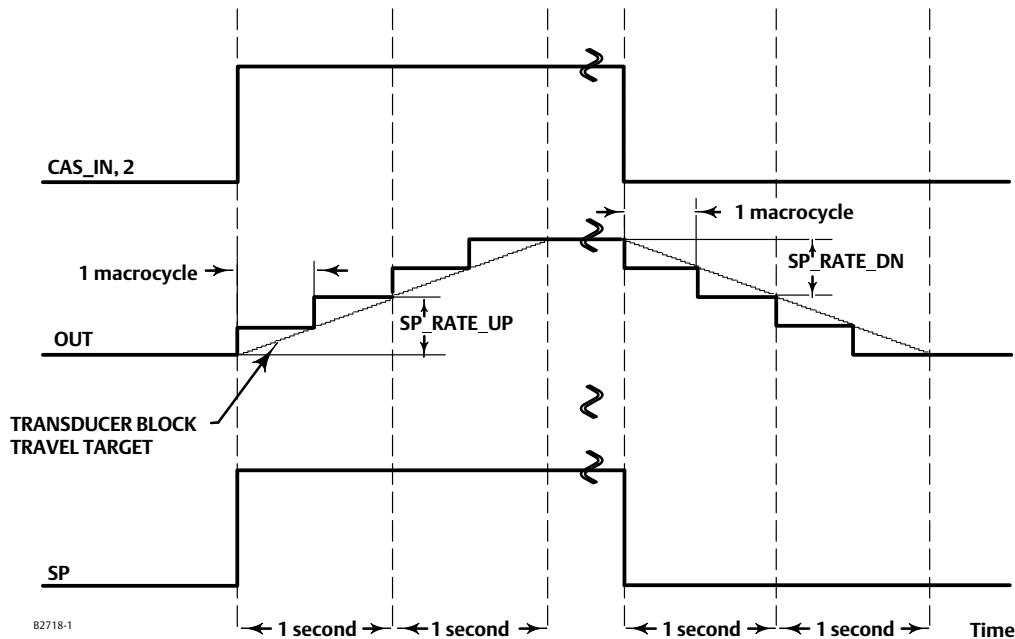 CAS_IN, 2
1 macrocycle
1 macrocycle
SP_RATE_DN
SP_RATE_UP
OUT
TRANSDUCER BLOCK
TRAVEL TARGET
SP
B2718-1
1 second
1 second
1 second
1 second
Time